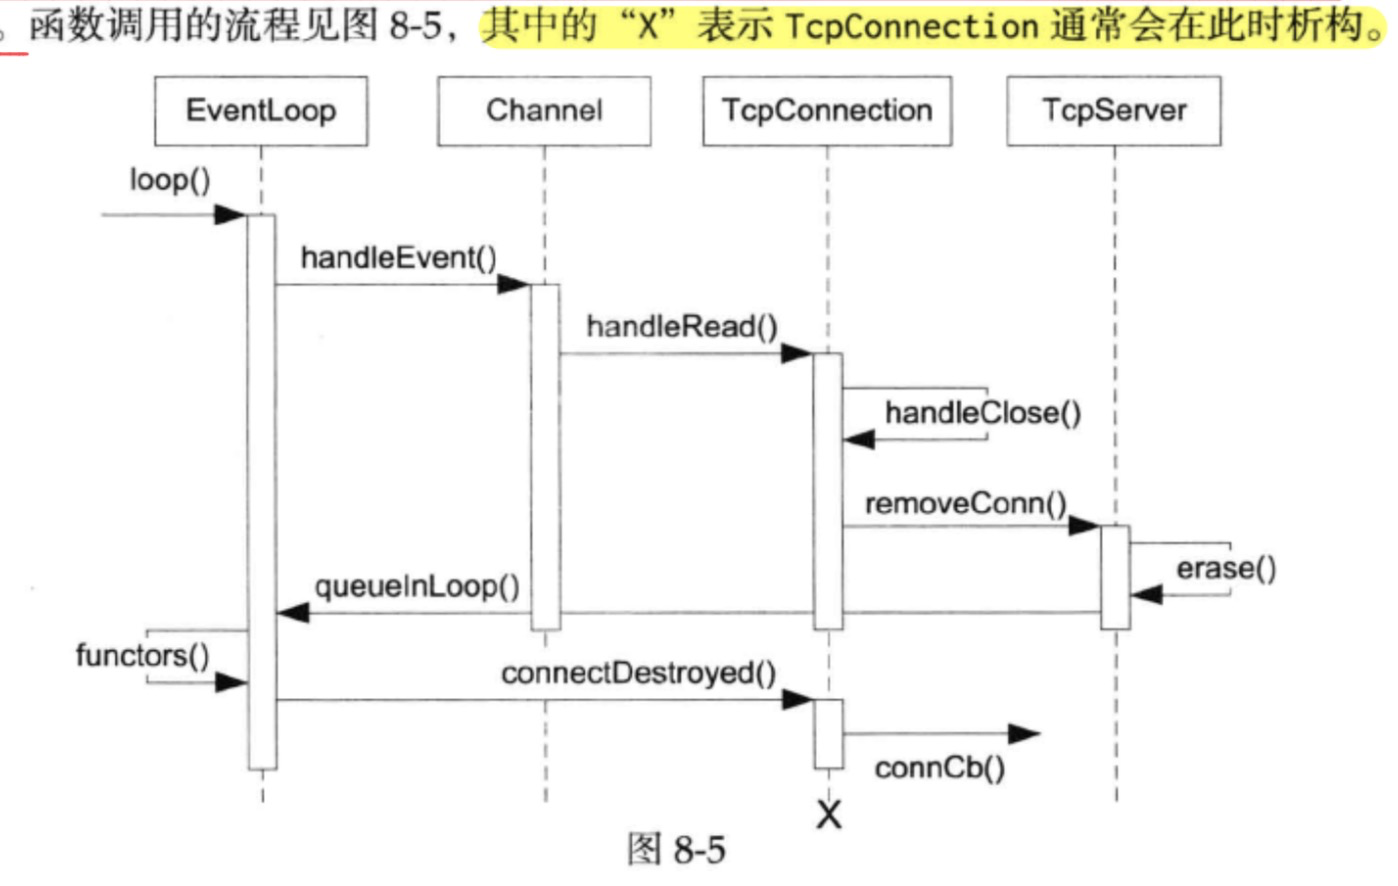 。函数调用的流程见图 8-5，其中的“X”表示 TcpConnection 通常会在此时析构。
EventLoop Channel TcpConnection TcpServer
loop()
handleEvent()
handleRead()
handleClose()
removeConn()
erase()
queueInLoop()
functors()
connectDestroyed()
connCb()
X
图 8-5